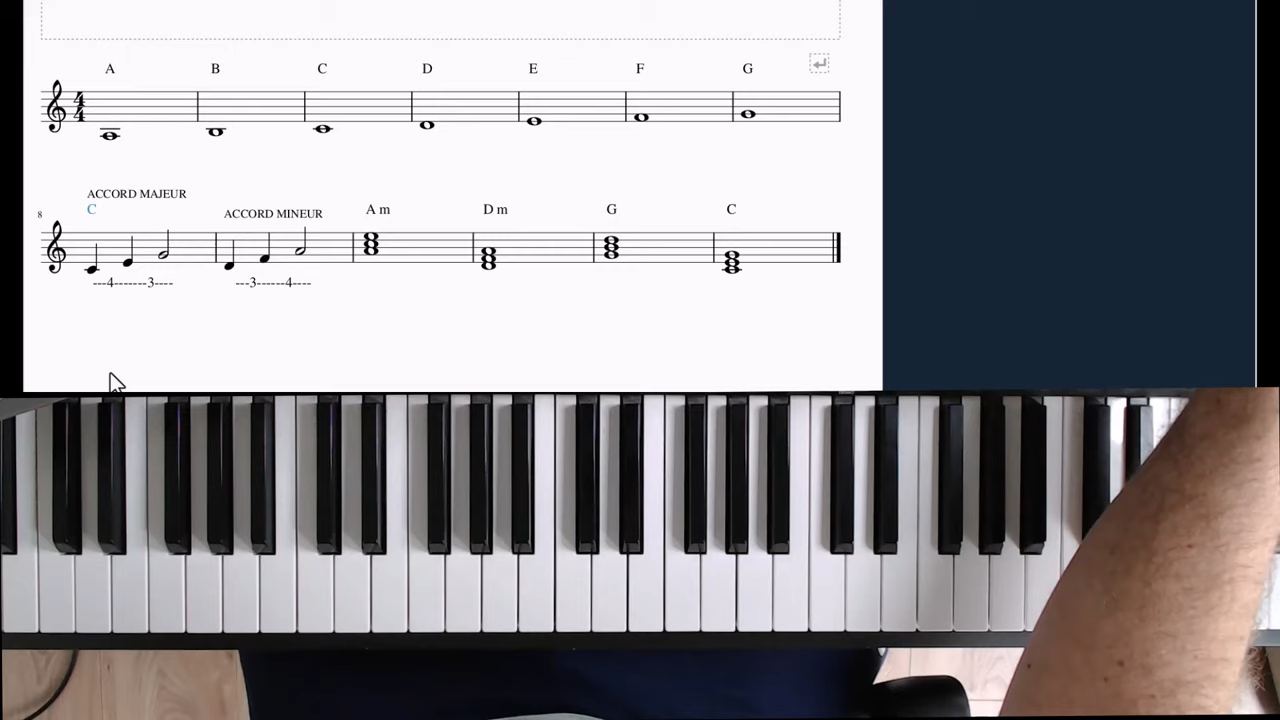 A B C D E F G
4
4
ACCORD MAJEUR
8
C ACCORD MINEUR A m D m G C
---4-------3---- ---3------4----